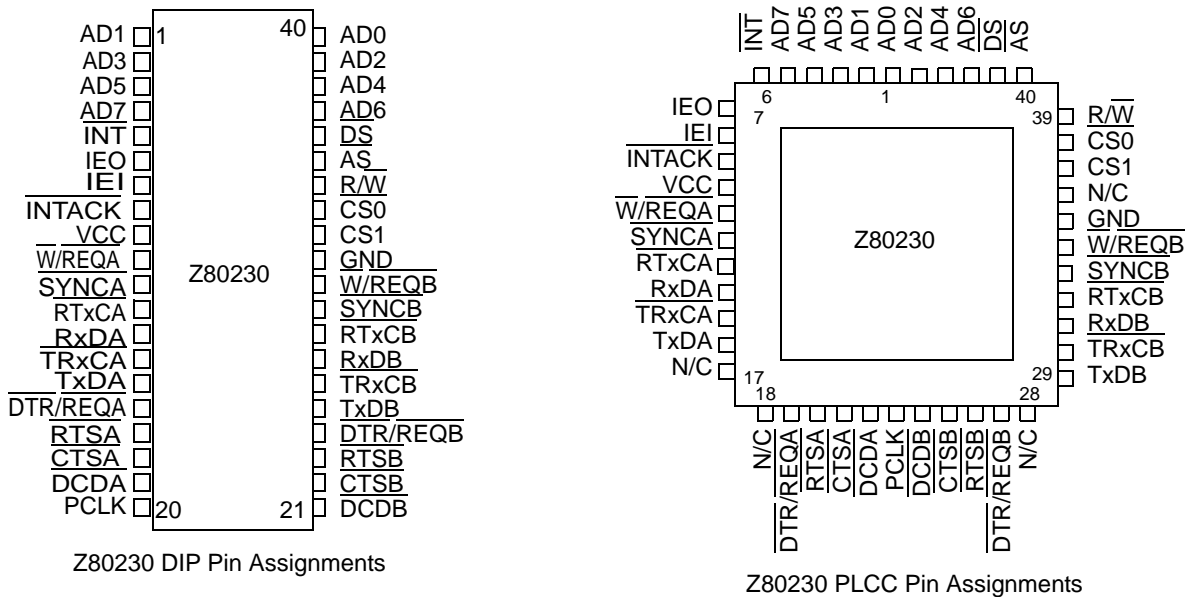 AD1 1 40 AD0
AD3 AD2
AD5 AD4
AD7 AD6
INT DS
IEO AS
IEI R/W
INTACK CS0
VCC CS1
W/REQA GND
SYNCA W/REQB
RTxCA SYNCB
RxDA RTxCB
TRxCA RxDB
TxDA TRxCB
DTR/REQA TxDB
RTSA DTR/REQB
CTSA RTSB
DCDA CTSB
PCLK 20 21 DCDB
Z80230
Z80230 DIP Pin Assignments
INT AD7 AD5 AD3 AD1 AD0 AD2 AD4 AD6 DS AS
6 1 40
IEO 7 39 R/W
IEI CS0
INTACK CS1
VCC N/C
W/REQA GND
SYNCA W/REQB
RTxCA SYNCB
RxDA RTxCB
TRxCA RxDB
TxDA TRxCB
N/C 17 29 TxDB
18 28
Z80230
N/C DTR/REQA RTSA CTSA DCDA PCLK DCDB CTSB RTSB DTR/REQB N/C
Z80230 PLCC Pin Assignments